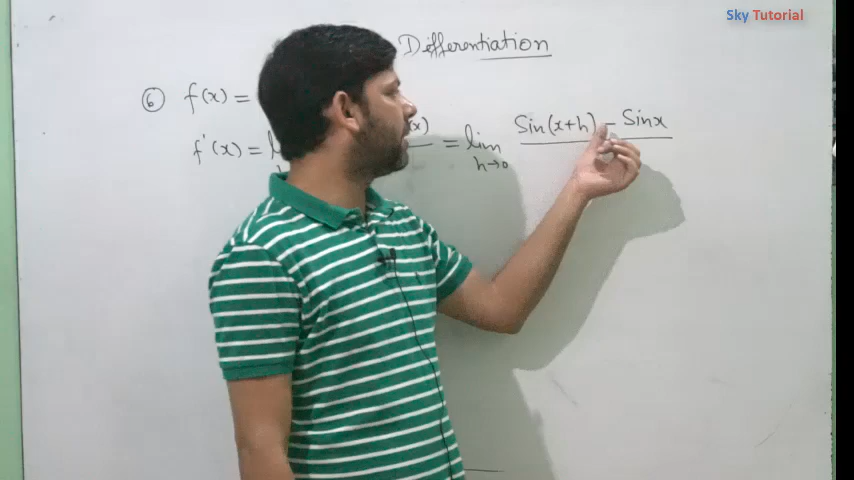 Sky Tutorial
Differentiation
⑥ f(x) =
f'(x) = (x) = lim h→0 Sin(x+h) - Sinx